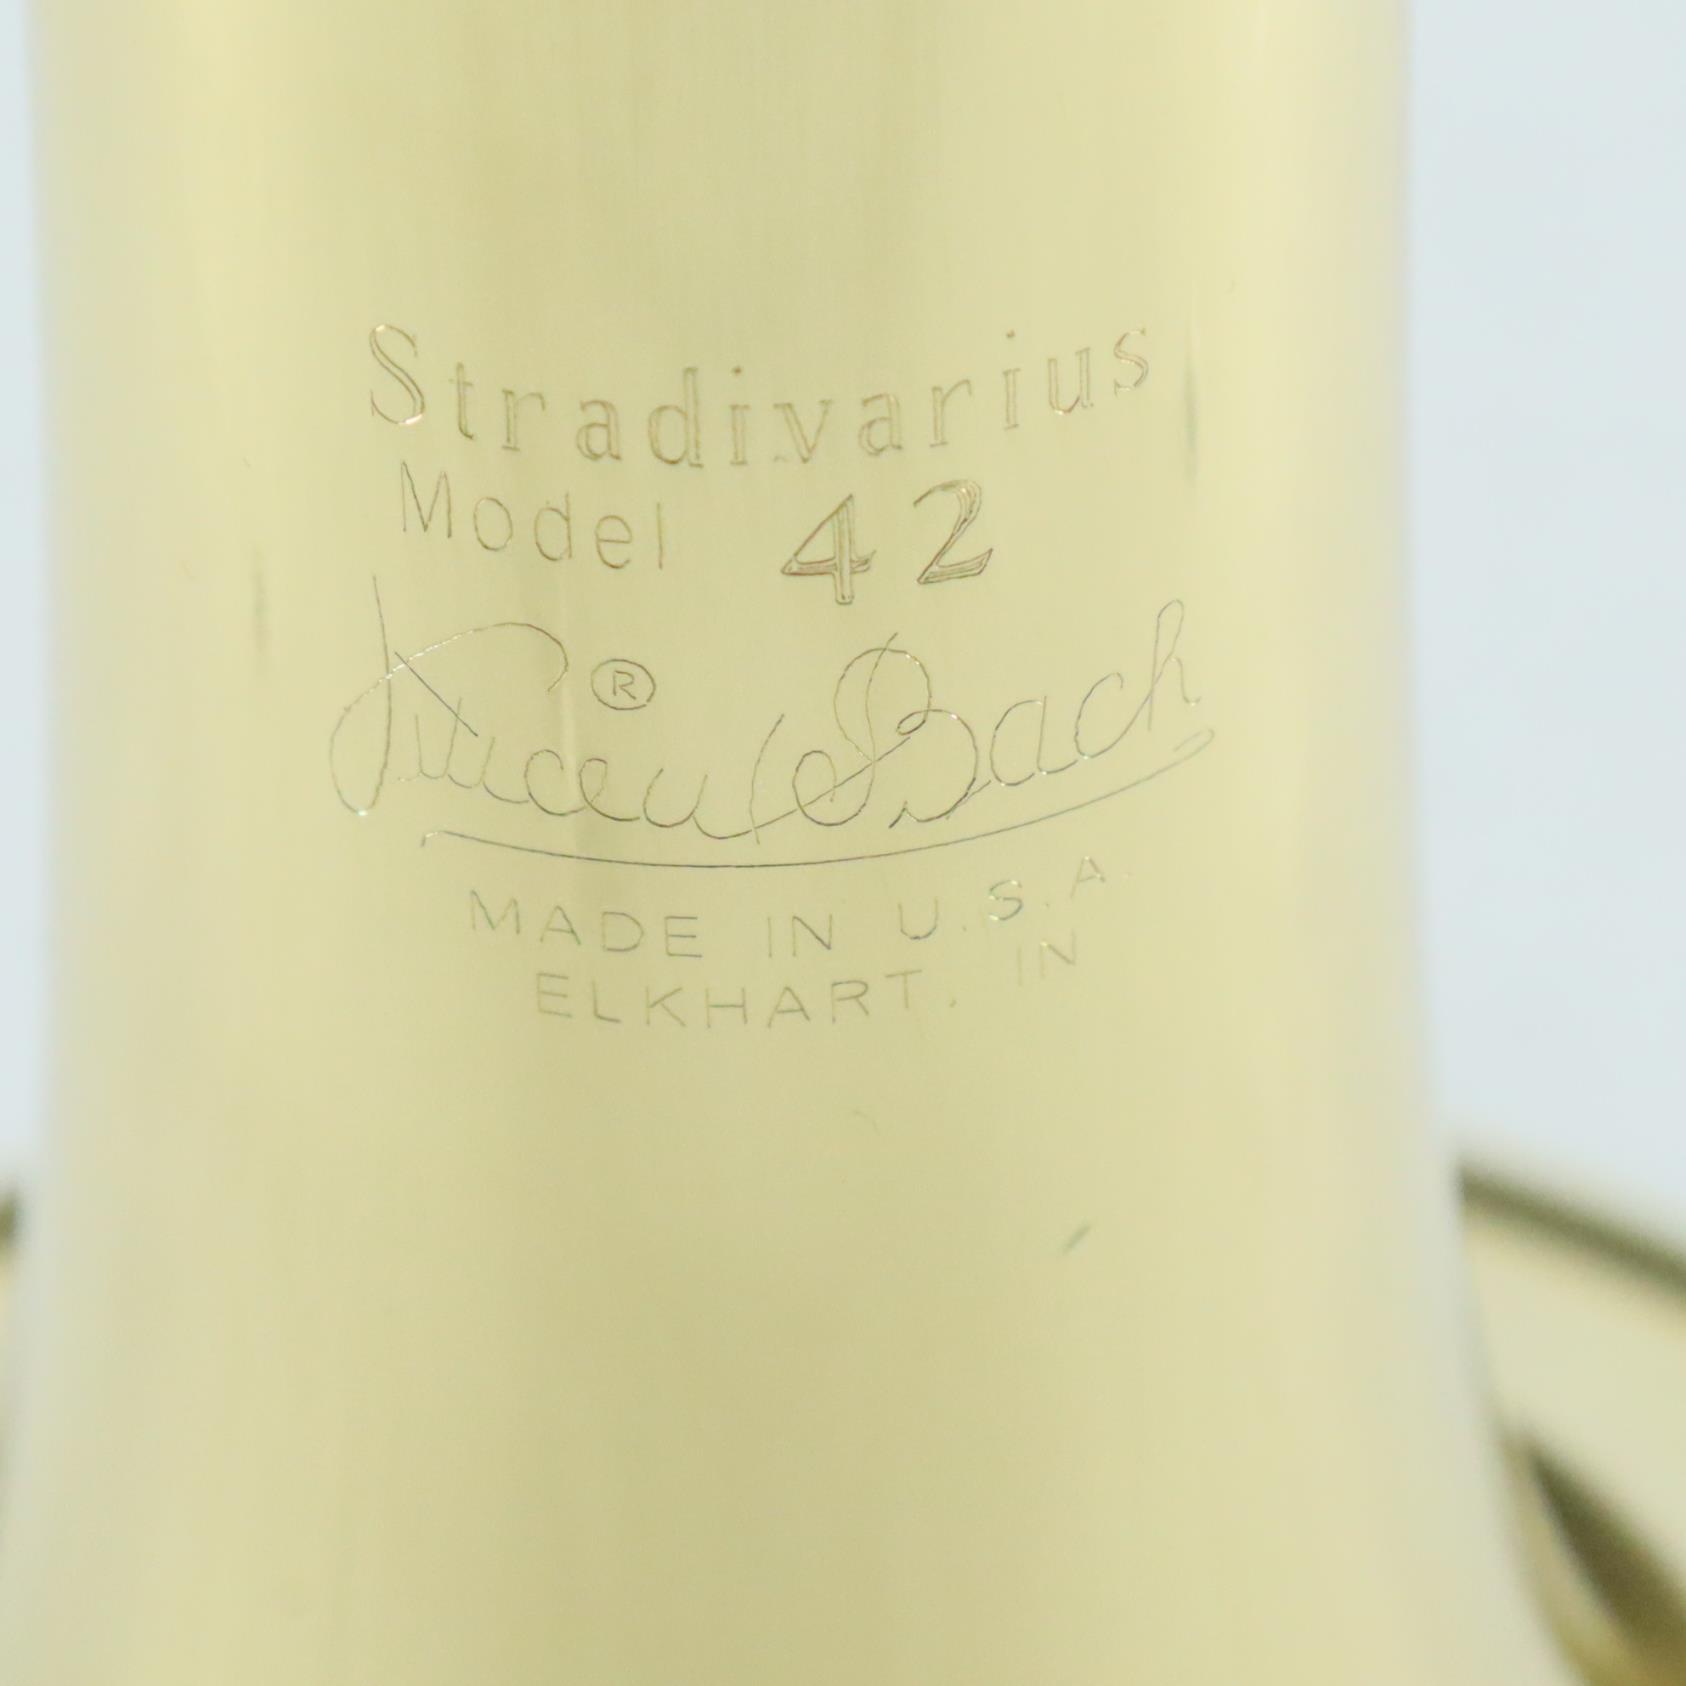 Stradivarius
Model 42
Vincent Bach ®
MADE IN U.S.A.
ELKHART, IN